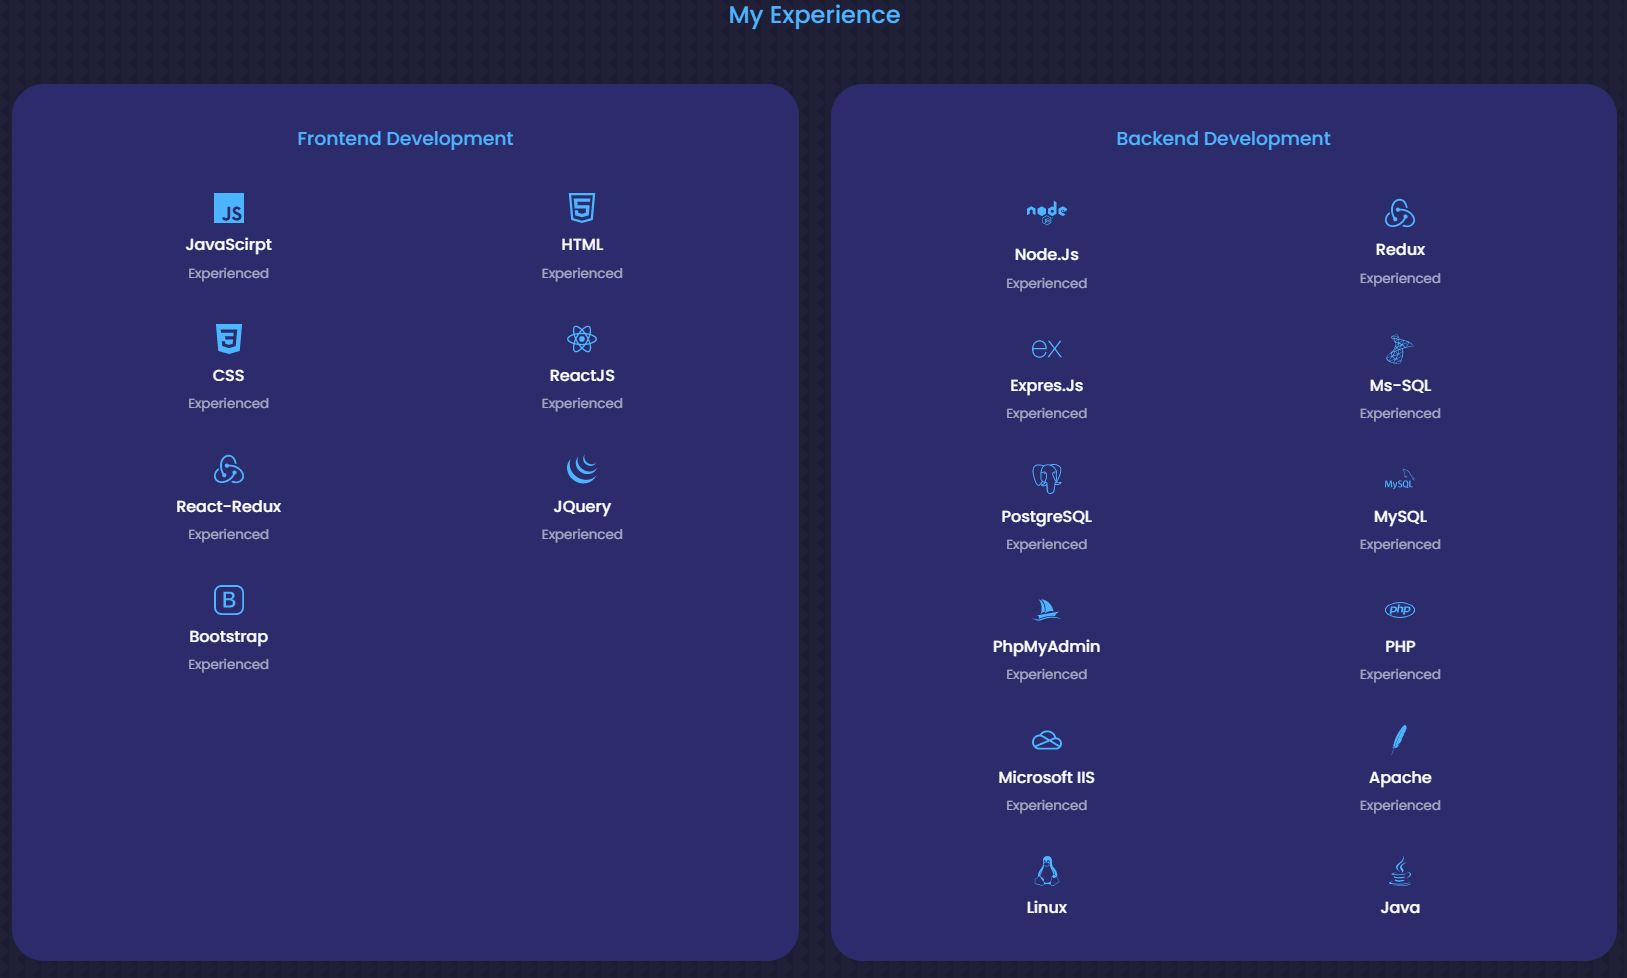 My Experience
Frontend Development
JS
JavaScirpt
Experienced
HTML
Experienced
CSS
Experienced
ReactJS
Experienced
React-Redux
Experienced
JQuery
Experienced
B
Bootstrap
Experienced
Backend Development
node
JS
Node.Js
Experienced
Redux
Experienced
ex
Expres.Js
Experienced
Ms-SQL
Experienced
PostgreSQL
Experienced
MySQL
MySQL
Experienced
PhpMyAdmin
Experienced
php
PHP
Experienced
Microsoft IIS
Experienced
Apache
Experienced
Linux
Java